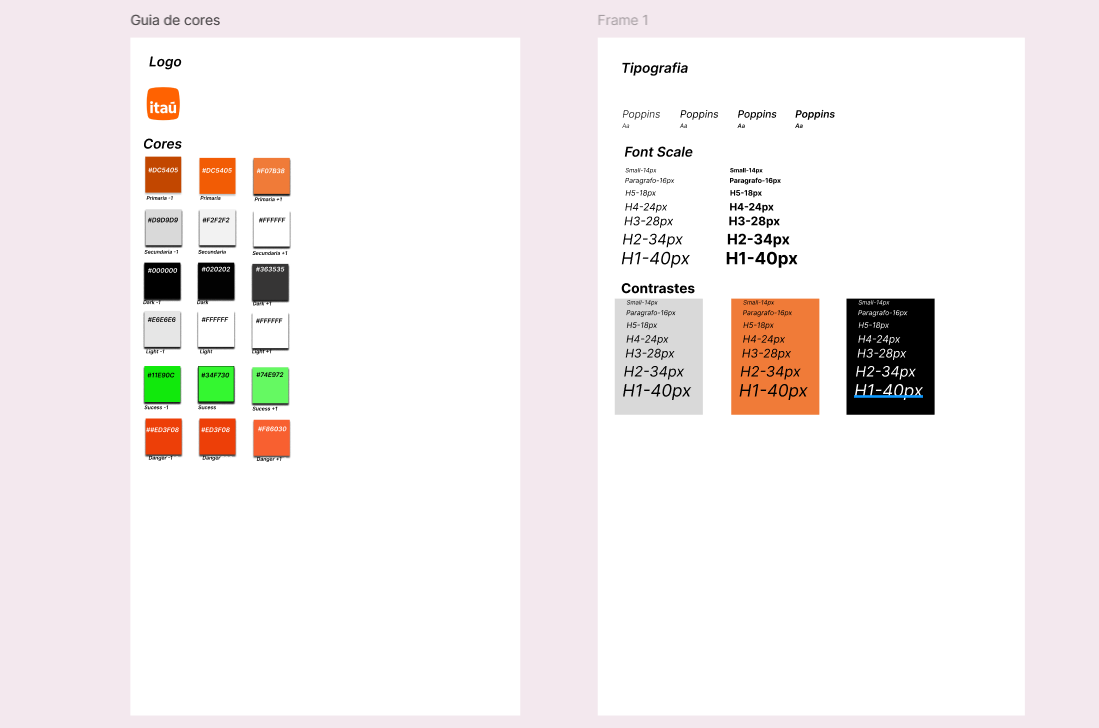 Guia de cores
Logo
itaú
Cores
#DC5405 #DC5405 #F07B38
Primaria -1 Primaria Primaria +1
#D9D9D9 #F2F2F2 #FFFFFF
Secundaria -1 Secundaria Secundaria +1
#000000 #020202 #363535
Dark -1 Dark Dark +1
#E6E6E6 #FFFFFF #FFFFFF
Light -1 Light Light +1
#11E90C #34F730 #74E972
Sucess -1 Sucess Sucess +1
##ED3F08 #ED3F08 #F86030
Danger -1 Danger Danger +1
Frame 1
Tipografia
Poppins Poppins Poppins Poppins
Aa Aa Aa Aa
Font Scale
Small-14px Small-14px
Paragrafo-16px Paragrafo-16px
H5-18px H5-18px
H4-24px H4-24px
H3-28px H3-28px
H2-34px H2-34px
H1-40px H1-40px
Contrastes
Small-14px Small-14px Small-14px
Paragrafo-16px Paragrafo-16px Paragrafo-16px
H5-18px H5-18px H5-18px
H4-24px H4-24px H4-24px
H3-28px H3-28px H3-28px
H2-34px H2-34px H2-34px
H1-40px H1-40px H1-40px